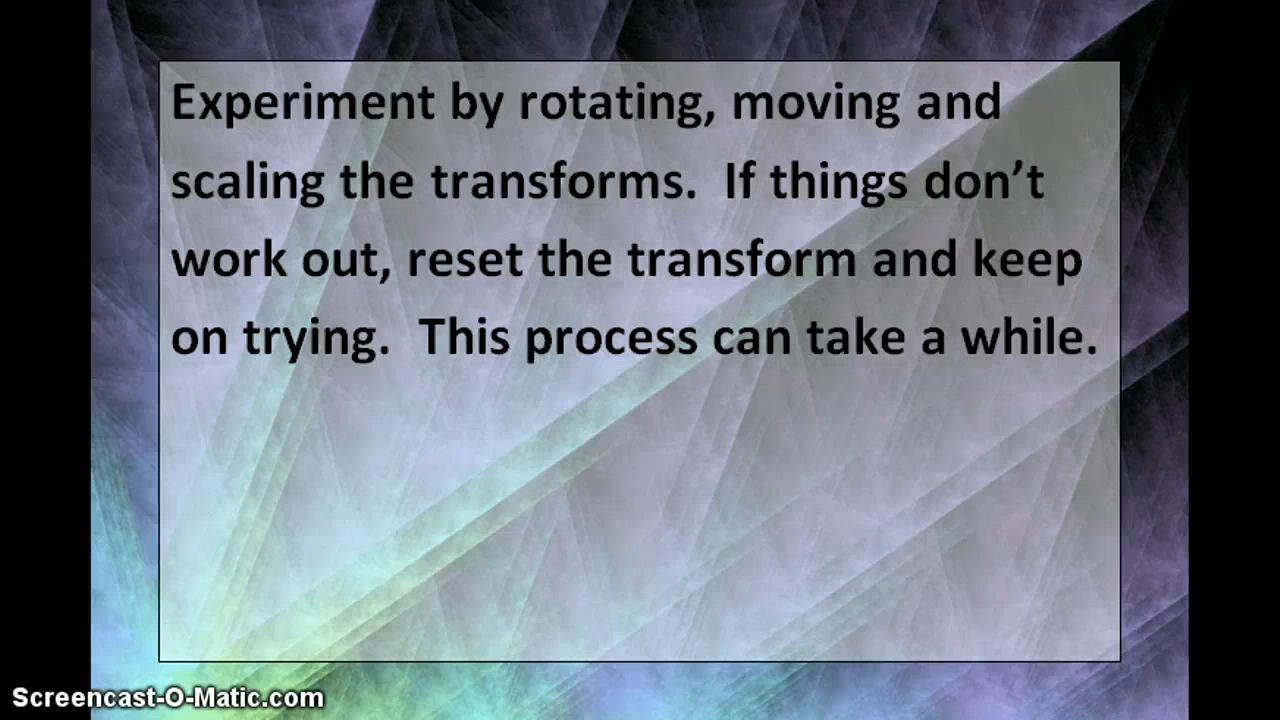 Experiment by rotating, moving and
scaling the transforms.  If things don’t
work out, reset the transform and keep
on trying.  This process can take a while.
Screencast-O-Matic.com